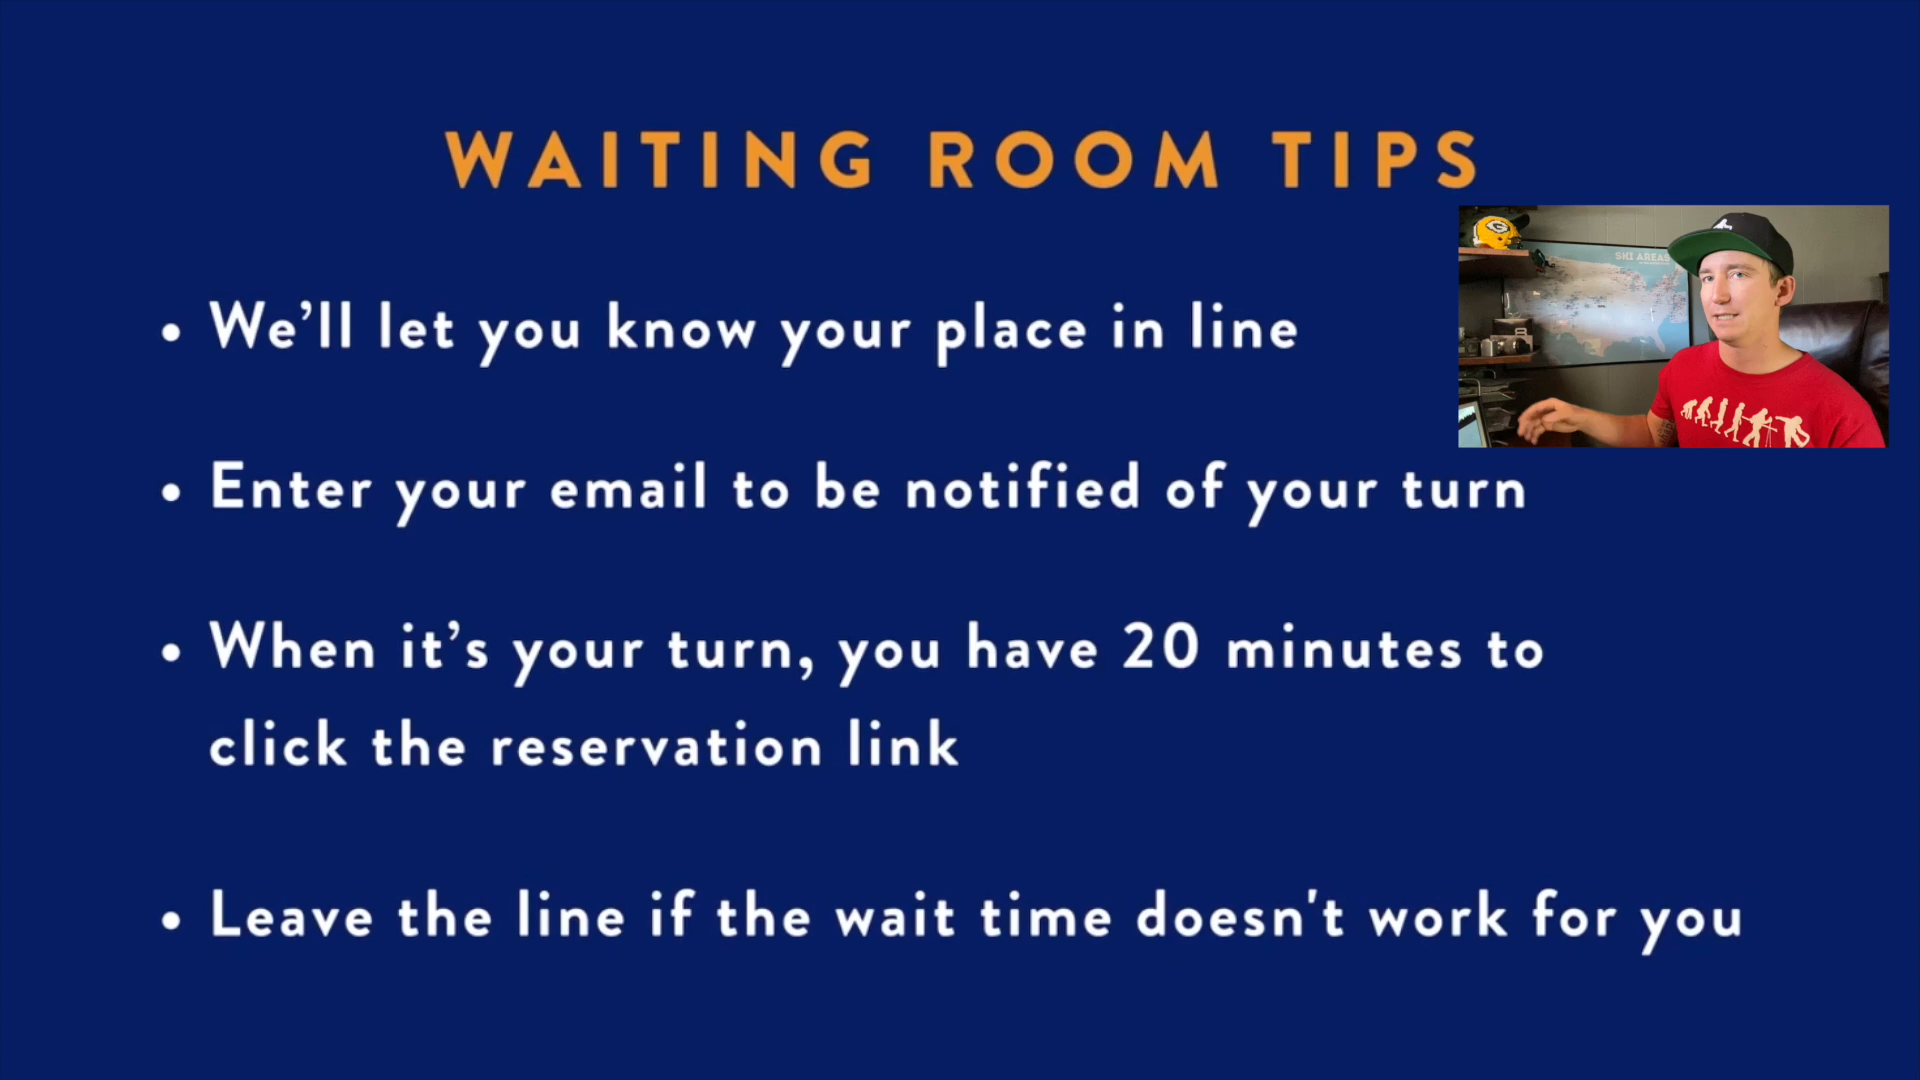 WAITING ROOM TIPS
• We’ll let you know your place in line
SKI AREAS
G
• Enter your email to be notified of your turn
• When it’s your turn, you have 20 minutes to
click the reservation link
• Leave the line if the wait time doesn't work for you